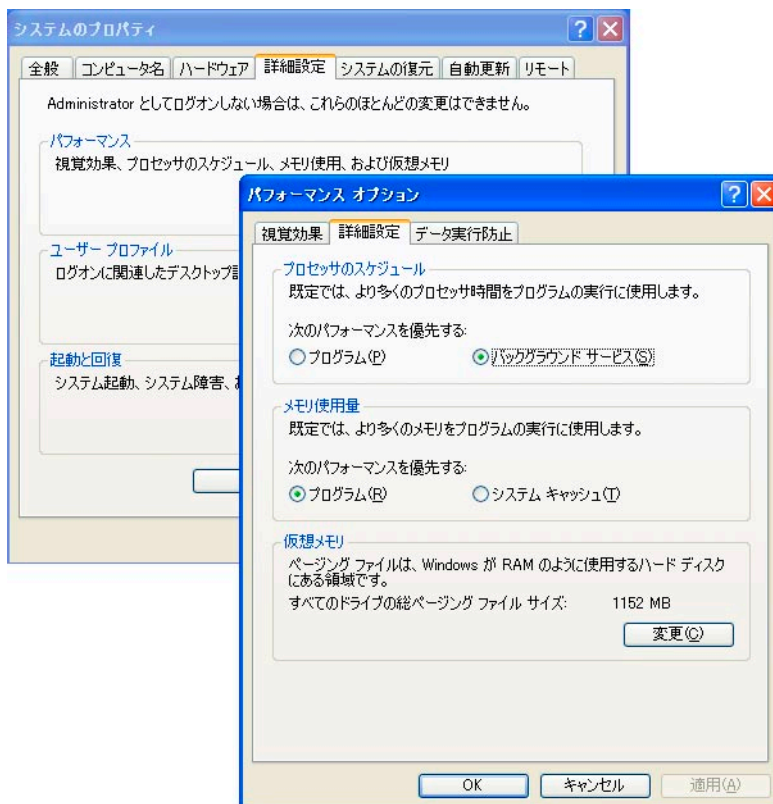 システムのプロパティ
全般 コンピュータ名 ハードウェア 詳細設定 システムの復元 自動更新 リモート
Administrator としてログオンしない場合は、これらのほとんどの変更はできません。
パフォーマンス
視覚効果、プロセッサのスケジュール、メモリ使用、および仮想メモリ
ユーザー プロファイル
ログオンに関連したデスクトップ
起動と回復
システム起動、システム障害、
パフォーマンス オプション
視覚効果 詳細設定 データ実行防止
プロセッサのスケジュール
既定では、より多くのプロセッサ時間をプログラムの実行に使用します。
次のパフォーマンスを優先する:
プログラム(P) バックグラウンド サービス(S)
メモリ使用量
既定では、より多くのメモリをプログラムの実行に使用します。
次のパフォーマンスを優先する:
プログラム(R) システム キャッシュ(T)
仮想メモリ
ページング ファイルは、Windows が RAM のように使用するハード ディスク
にある領域です。
すべてのドライブの総ページング ファイル サイズ: 1152 MB
変更(C)
OK キャンセル 適用(A)